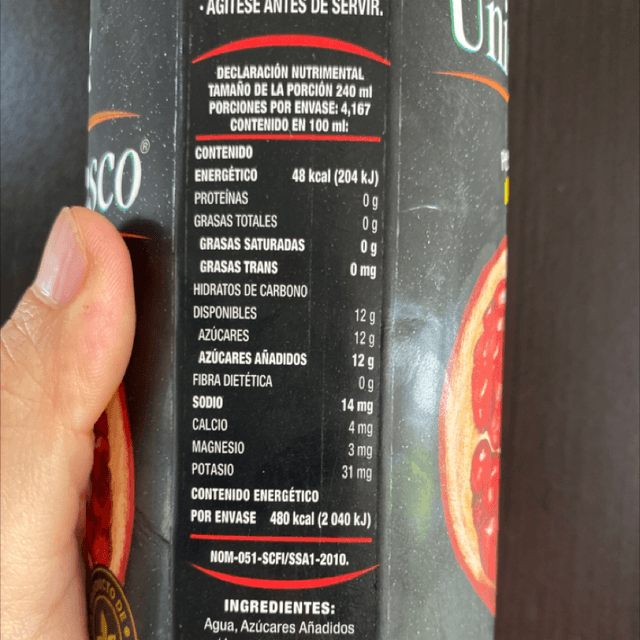 · AGÍTESE ANTES DE SERVIR.
DECLARACIÓN NUTRIMENTAL
TAMAÑO DE LA PORCIÓN 240 ml
PORCIONES POR ENVASE: 4,167
CONTENIDO EN 100 ml:
CONTENIDO
ENERGÉTICO 48 kcal (204 kJ)
PROTEÍNAS 0 g
GRASAS TOTALES 0 g
GRASAS SATURADAS 0 g
GRASAS TRANS 0 mg
HIDRATOS DE CARBONO
DISPONIBLES 12 g
AZÚCARES 12 g
AZÚCARES AÑADIDOS 12 g
FIBRA DIETÉTICA 0 g
SODIO 14 mg
CALCIO 4 mg
MAGNESIO 3 mg
POTASIO 31 mg
CONTENIDO ENERGÉTICO
POR ENVASE 480 kcal (2 040 kJ)
NOM-051-SCFI/SSA1-2010.
INGREDIENTES:
Agua, Azúcares Añadidos
sco®
Un